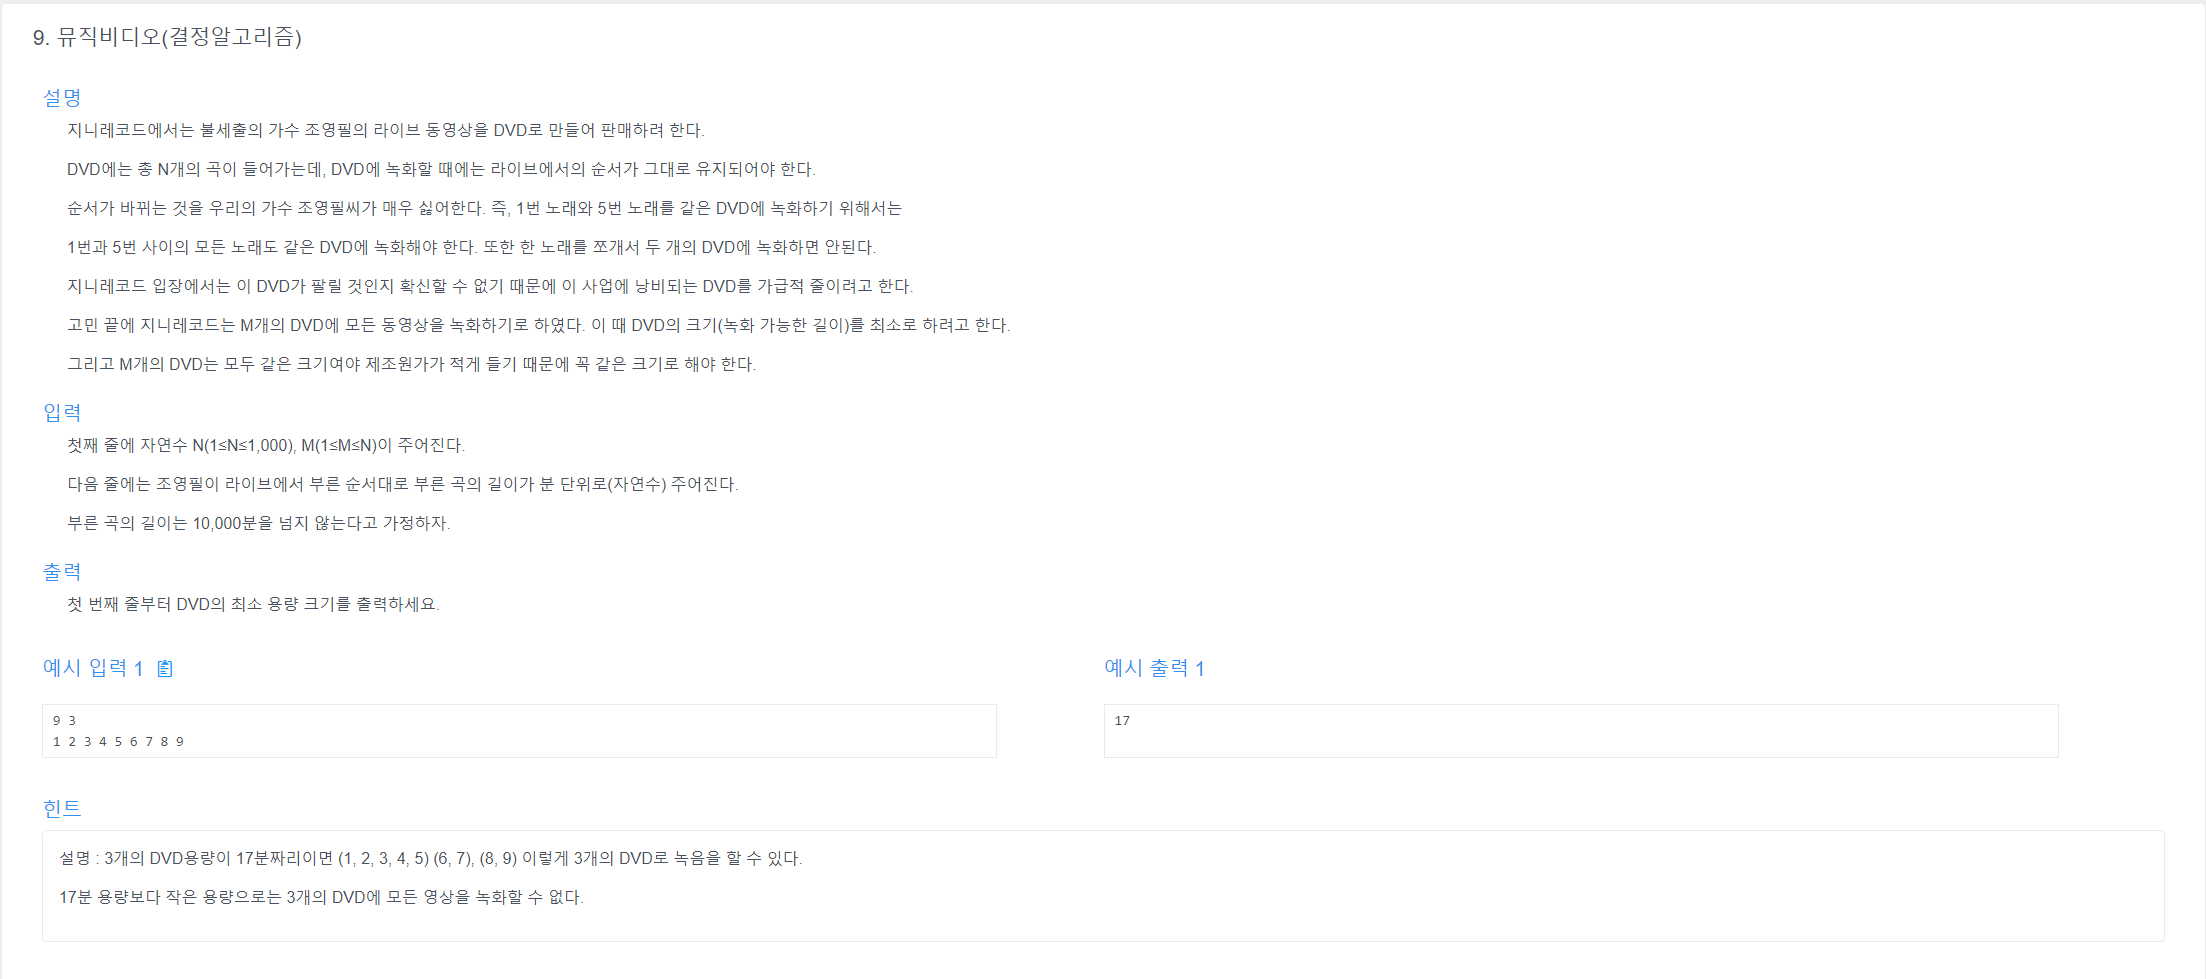 9. 뮤직비디오(결정알고리즘)
설명
지니레코드에서는 불세출의 가수 조영필의 라이브 동영상을 DVD로 만들어 판매하려 한다.
DVD에는 총 N개의 곡이 들어가는데, DVD에 녹화할 때에는 라이브에서의 순서가 그대로 유지되어야 한다.
순서가 바뀌는 것을 우리의 가수 조영필씨가 매우 싫어한다. 즉, 1번 노래와 5번 노래를 같은 DVD에 녹화하기 위해서는
1번과 5번 사이의 모든 노래도 같은 DVD에 녹화해야 한다. 또한 한 노래를 쪼개서 두 개의 DVD에 녹화하면 안된다.
지니레코드 입장에서는 이 DVD가 팔릴 것인지 확신할 수 없기 때문에 이 사업에 낭비되는 DVD를 가급적 줄이려고 한다.
고민 끝에 지니레코드는 M개의 DVD에 모든 동영상을 녹화하기로 하였다. 이 때 DVD의 크기(녹화 가능한 길이)를 최소로 하려고 한다.
그리고 M개의 DVD는 모두 같은 크기여야 제조원가가 적게 들기 때문에 꼭 같은 크기로 해야 한다.
입력
첫째 줄에 자연수 N(1≤N≤1,000), M(1≤M≤N)이 주어진다.
다음 줄에는 조영필이 라이브에서 부른 순서대로 부른 곡의 길이가 분 단위로(자연수) 주어진다.
부른 곡의 길이는 10,000분을 넘지 않는다고 가정하자.
출력
첫 번째 줄부터 DVD의 최소 용량 크기를 출력하세요.
예시 입력 1
9 3
1 2 3 4 5 6 7 8 9
예시 출력 1
17
힌트
설명 : 3개의 DVD용량이 17분짜리이면 (1, 2, 3, 4, 5) (6, 7), (8, 9) 이렇게 3개의 DVD로 녹음을 할 수 있다.
17분 용량보다 작은 용량으로는 3개의 DVD에 모든 영상을 녹화할 수 없다.